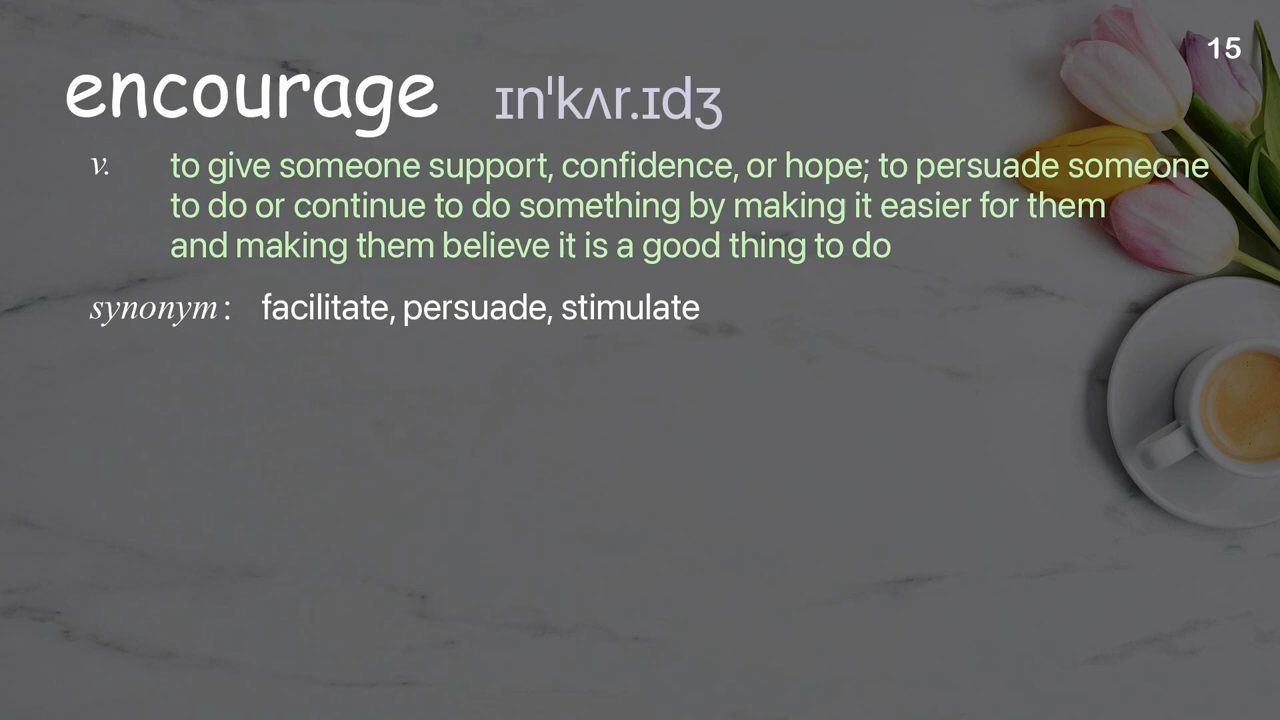 15
encourage ɪnˈkʌr.ɪdʒ
v. to give someone support, confidence, or hope; to persuade someone
to do or continue to do something by making it easier for them
and making them believe it is a good thing to do
synonym: facilitate, persuade, stimulate